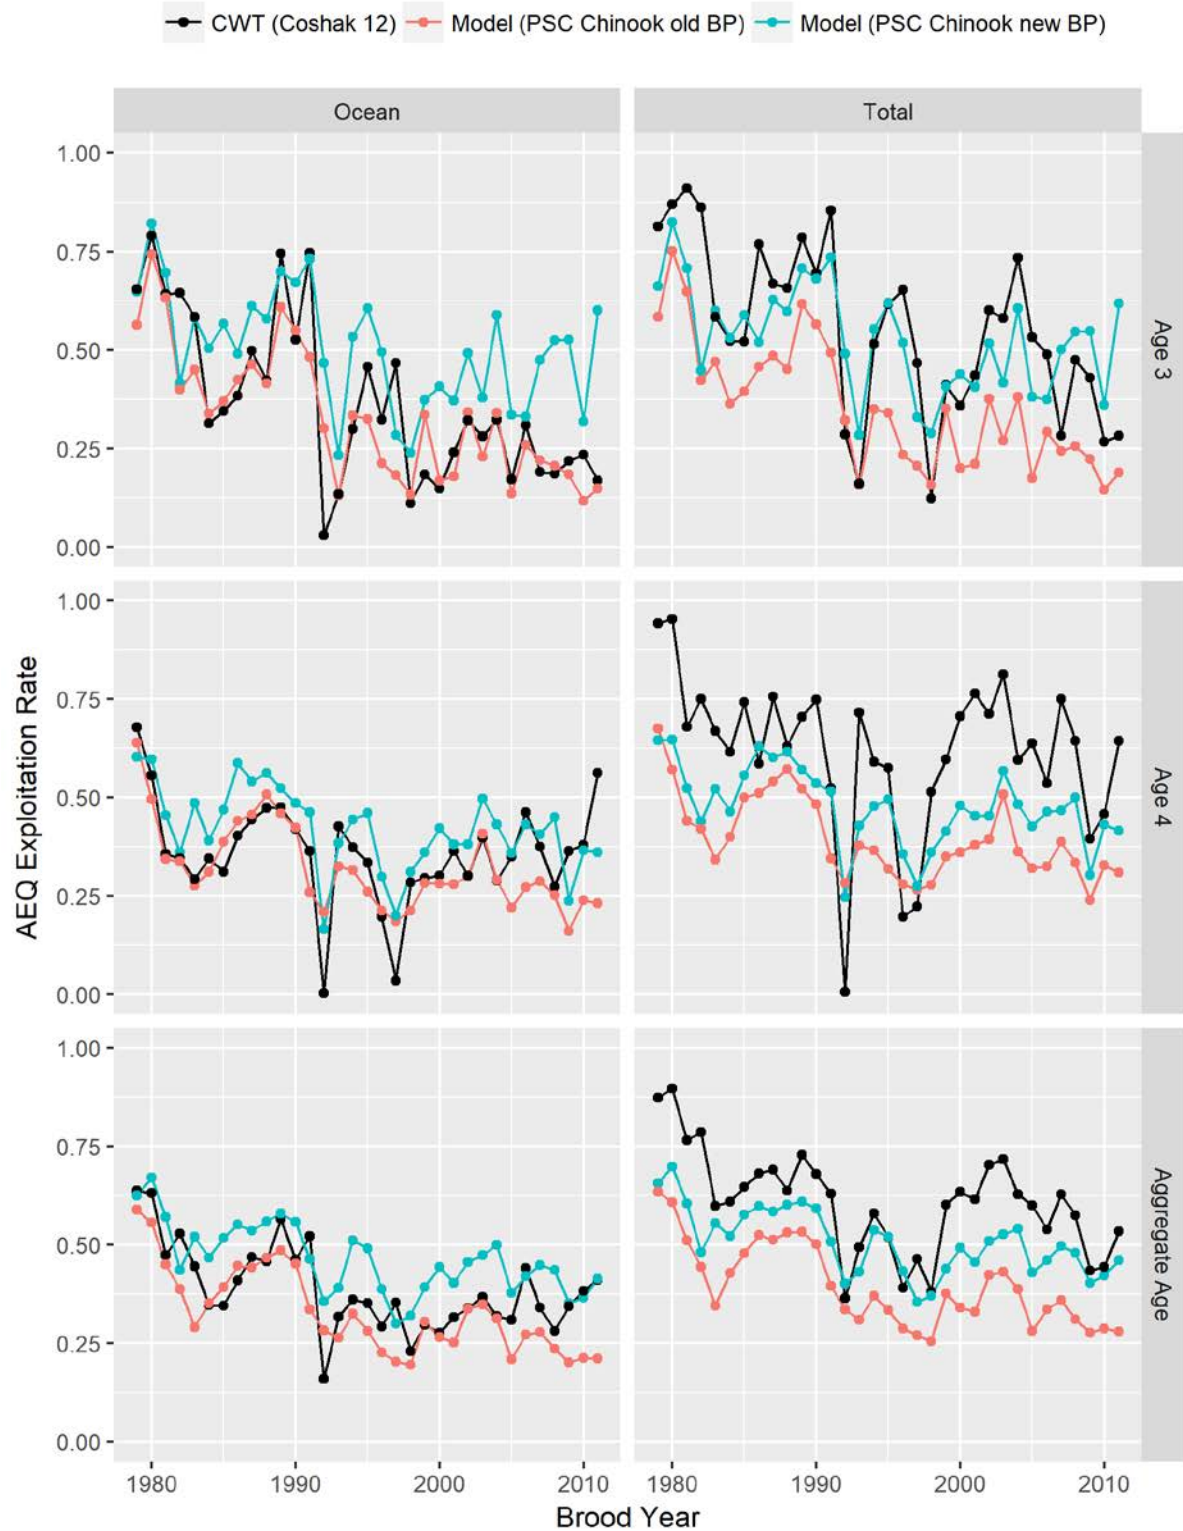 CWT (Coshak 12) Model (PSC Chinook old BP) Model (PSC Chinook new BP)
Ocean Total
1.00
0.75
0.50
0.25
0.00
Age 3
1.00
0.75
0.50
0.25
0.00
Age 4
1.00
0.75
0.50
0.25
0.00
Aggregate Age
AEQ Exploitation Rate
1980 1990 2000 2010 1980 1990 2000 2010
Brood Year